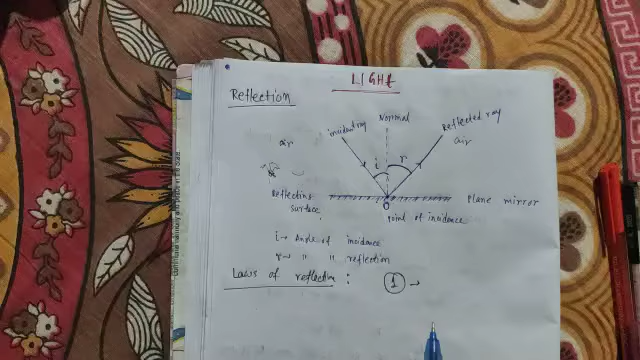 LIGHt
Reflection
Normal
incident ray
Reflected ray
air
air
i
r
Reflecting
surface
Plane mirror
O
point of incidence
i → Angle of incidence
r → " " reflection
Laws of reflection : 1 →